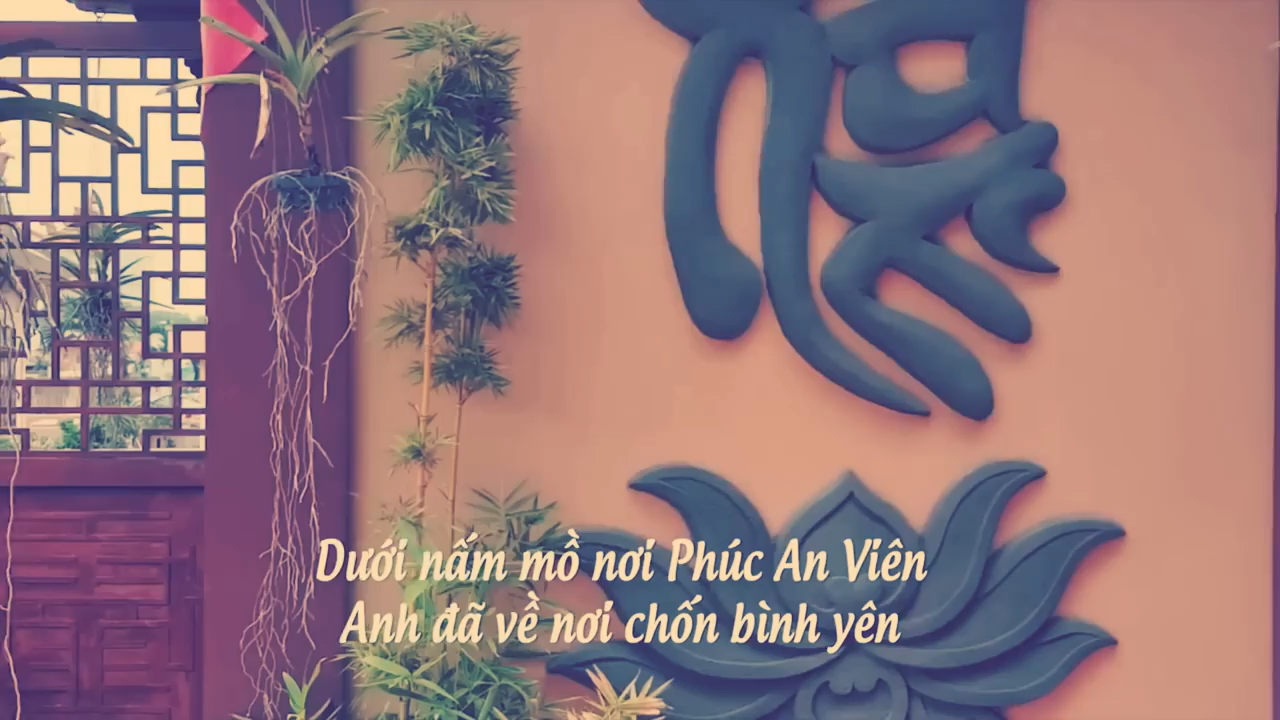 Dưới nấm mồ nơi Phúc An Viên
Anh đã về nơi chốn bình yên